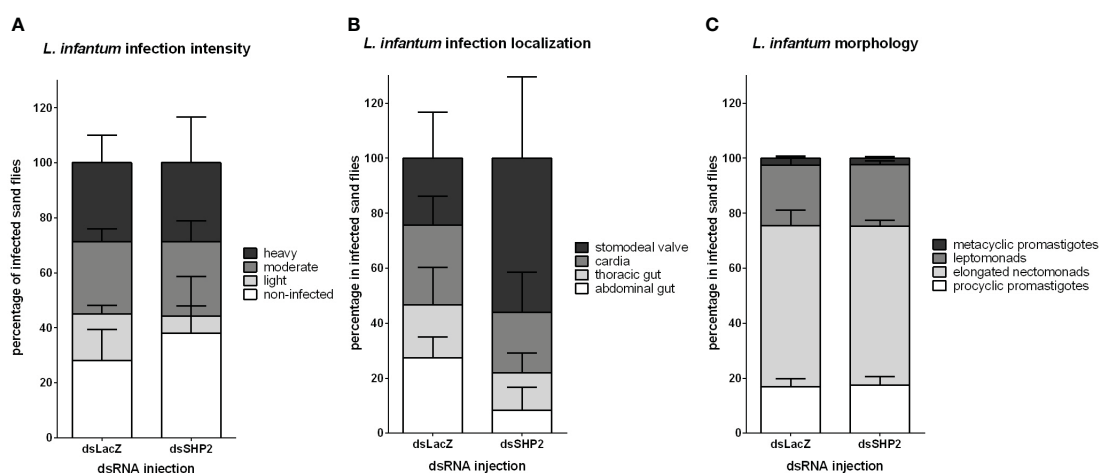 A
L. infantum infection intensity
percentage of infected sand flies
120
100
80
60
40
20
0
dsLacZ
dsSHP2
dsRNA injection
heavy
moderate
light
non-infected
B
L. infantum infection localization
percentage in infected sand flies
120
100
80
60
40
20
0
dsLacZ
dsSHP2
dsRNA injection
stomodeal valve
cardia
thoracic gut
abdominal gut
C
L. infantum morphology
percentage in infected sand flies
120
100
80
60
40
20
0
dsLacZ
dsSHP2
dsRNA injection
metacyclic promastigotes
leptomonads
elongated nectomonads
procyclic promastigotes